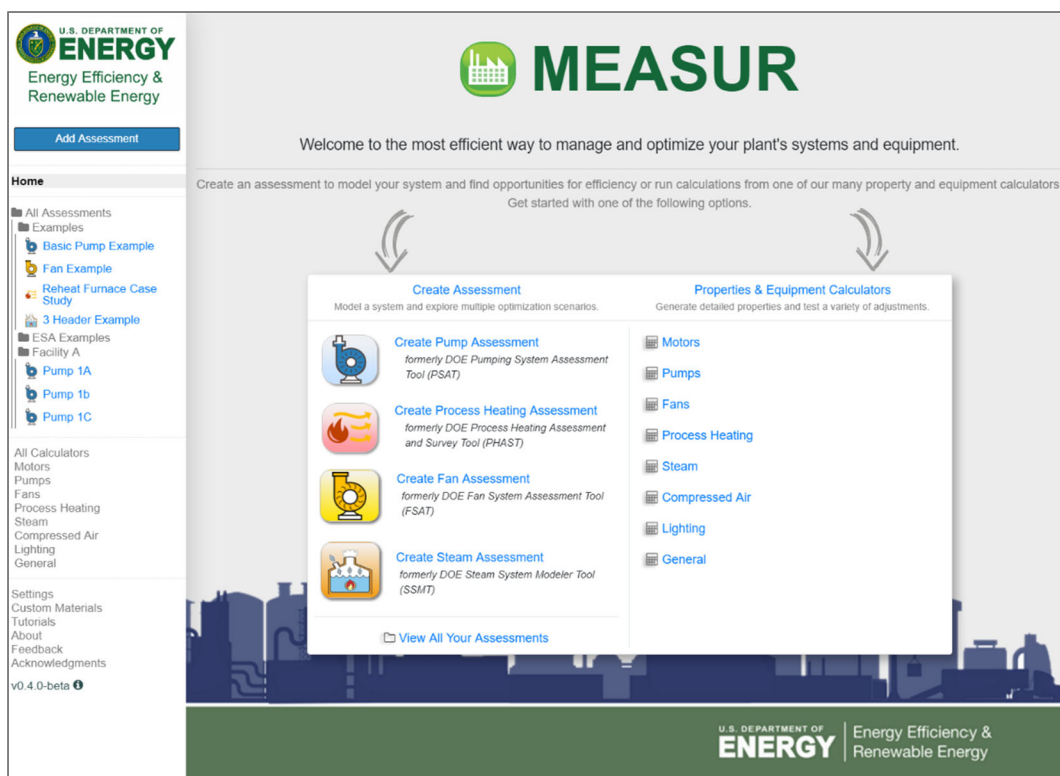 U.S. DEPARTMENT OF
ENERGY
Energy Efficiency &
Renewable Energy
Add Assessment
Home
All Assessments
Examples
Basic Pump Example
Fan Example
Reheat Furnace Case
Study
3 Header Example
ESA Examples
Facility A
Pump 1A
Pump 1b
Pump 1C
All Calculators
Motors
Pumps
Fans
Process Heating
Steam
Compressed Air
Lighting
General
Settings
Custom Materials
Tutorials
About
Feedback
Acknowledgments
v0.4.0-beta
MEASUR
Welcome to the most efficient way to manage and optimize your plant's systems and equipment.
Create an assessment to model your system and find opportunities for efficiency or run calculations from one of our many property and equipment calculators
Get started with one of the following options.
Create Assessment
Model a system and explore multiple optimization scenarios.
Create Pump Assessment
formerly DOE Pumping System Assessment
Tool (PSAT)
Create Process Heating Assessment
formerly DOE Process Heating Assessment
and Survey Tool (PHAST)
Create Fan Assessment
formerly DOE Fan System Assessment Tool
(FSAT)
Create Steam Assessment
formerly DOE Steam System Modeler Tool
(SSMT)
View All Your Assessments
Properties & Equipment Calculators
Generate detailed properties and test a variety of adjustments.
Motors
Pumps
Fans
Process Heating
Steam
Compressed Air
Lighting
General
U.S. DEPARTMENT OF
ENERGY
Energy Efficiency &
Renewable Energy